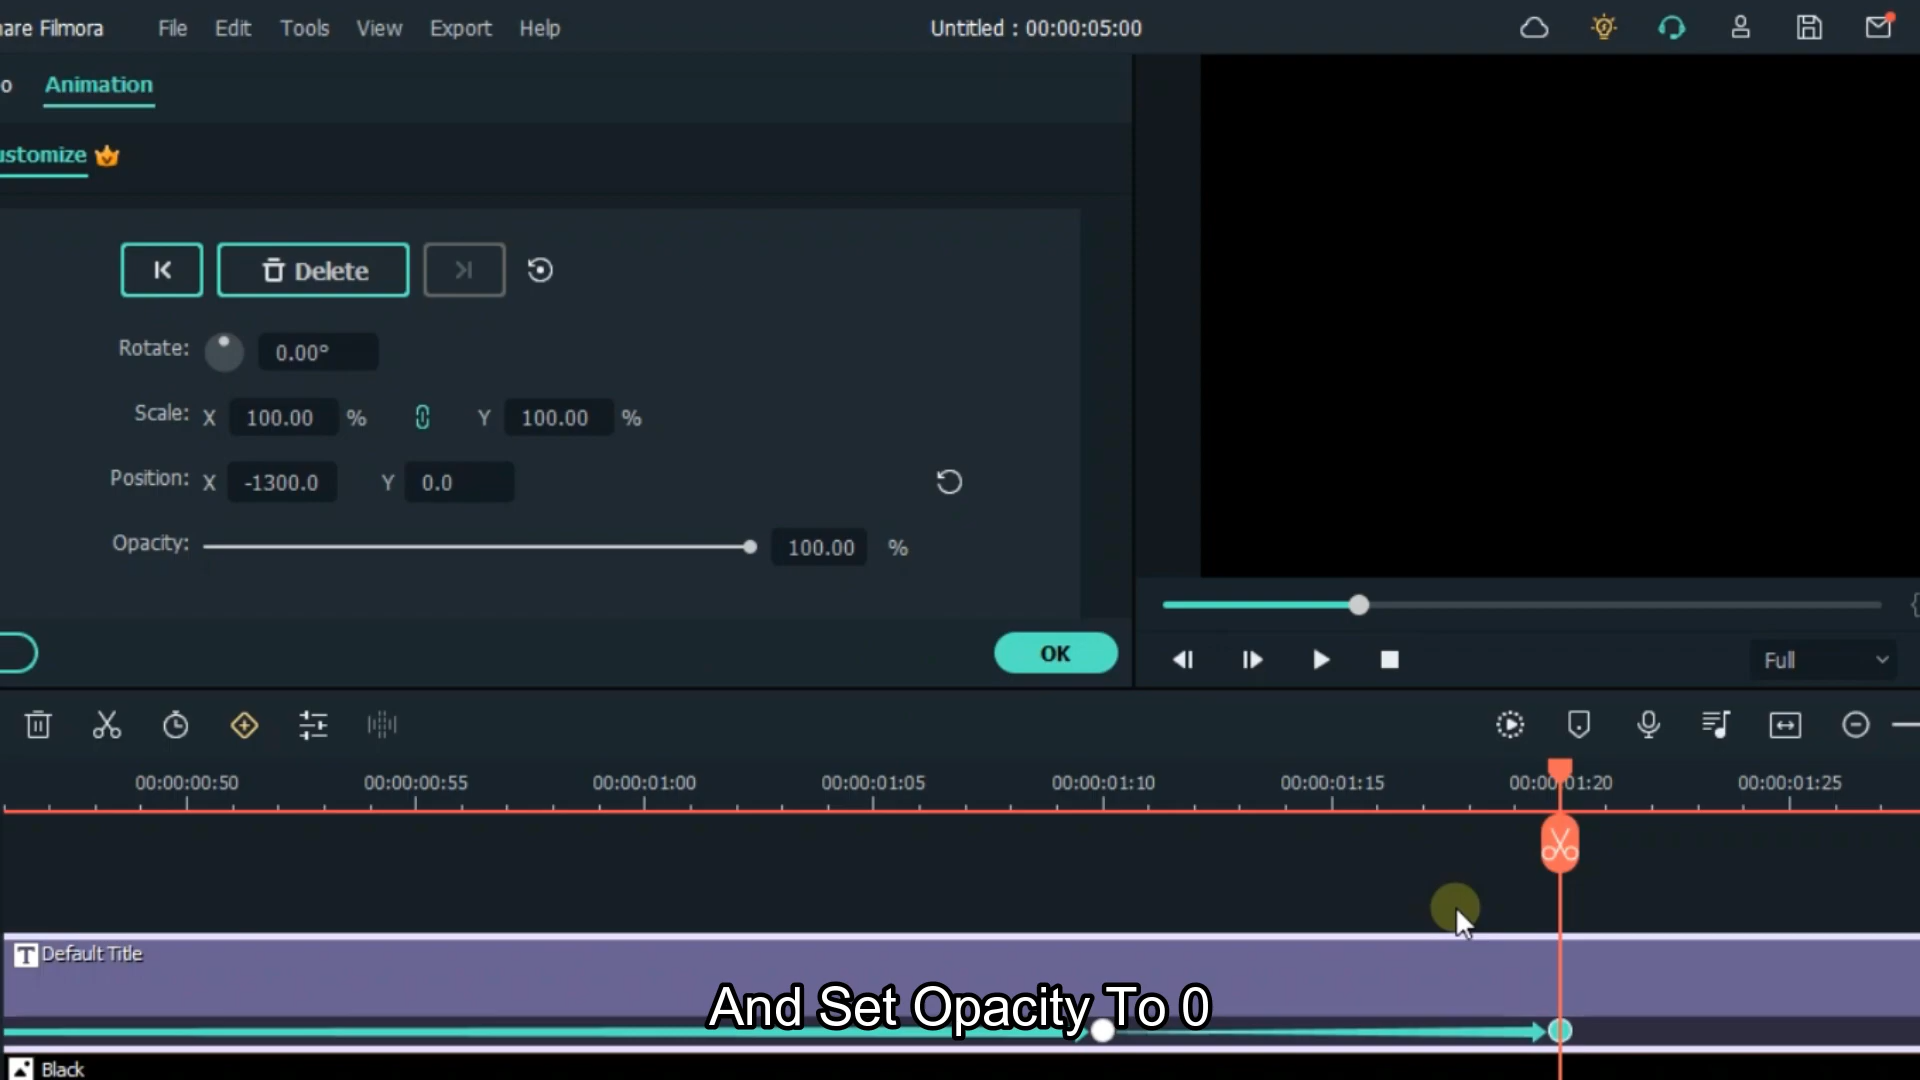 are Filmora File Edit Tools View Export Help Untitled : 00:00:05:00
o Animation
ustomize
Delete
Rotate: 0.00°
Scale: X 100.00 % Y 100.00 %
Position: X -1300.0 Y 0.0
Opacity: 100.00 %
OK
Full
00:00:00:50 00:00:00:55 00:00:01:00 00:00:01:05 00:00:01:10 00:00:01:15 00:00:01:20 00:00:01:25
T Default Title
And Set Opacity To 0
Black